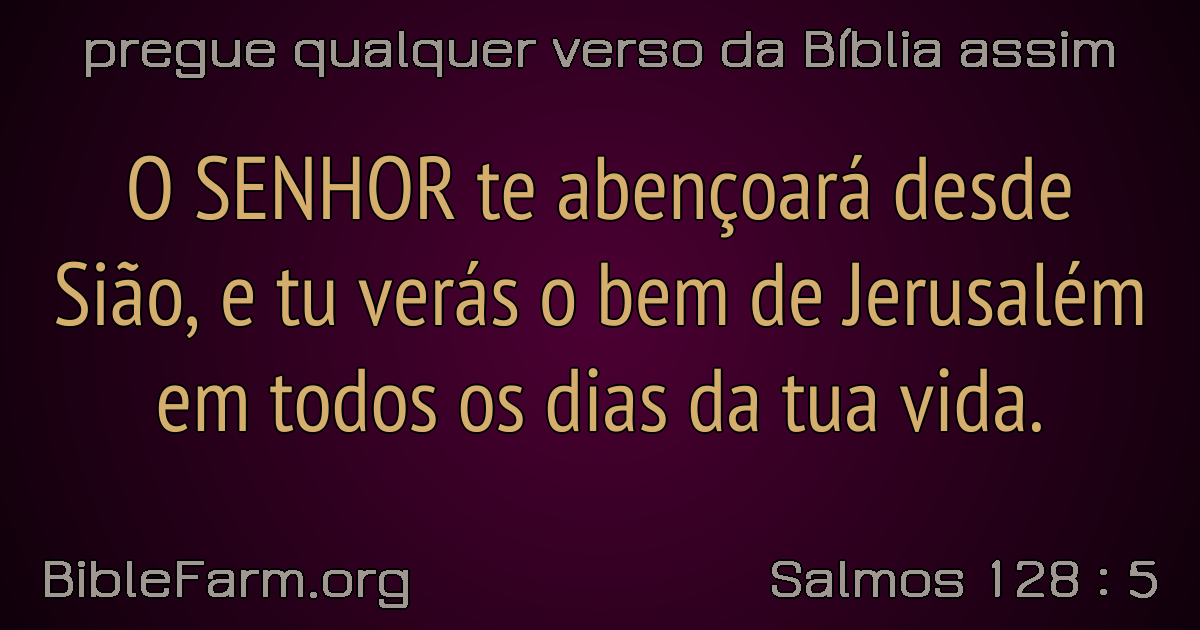 pregue qualquer verso da Bíblia assim
O SENHOR te abençoará desde
Sião, e tu verás o bem de Jerusalém
em todos os dias da tua vida.
BibleFarm.org
Salmos 128 : 5